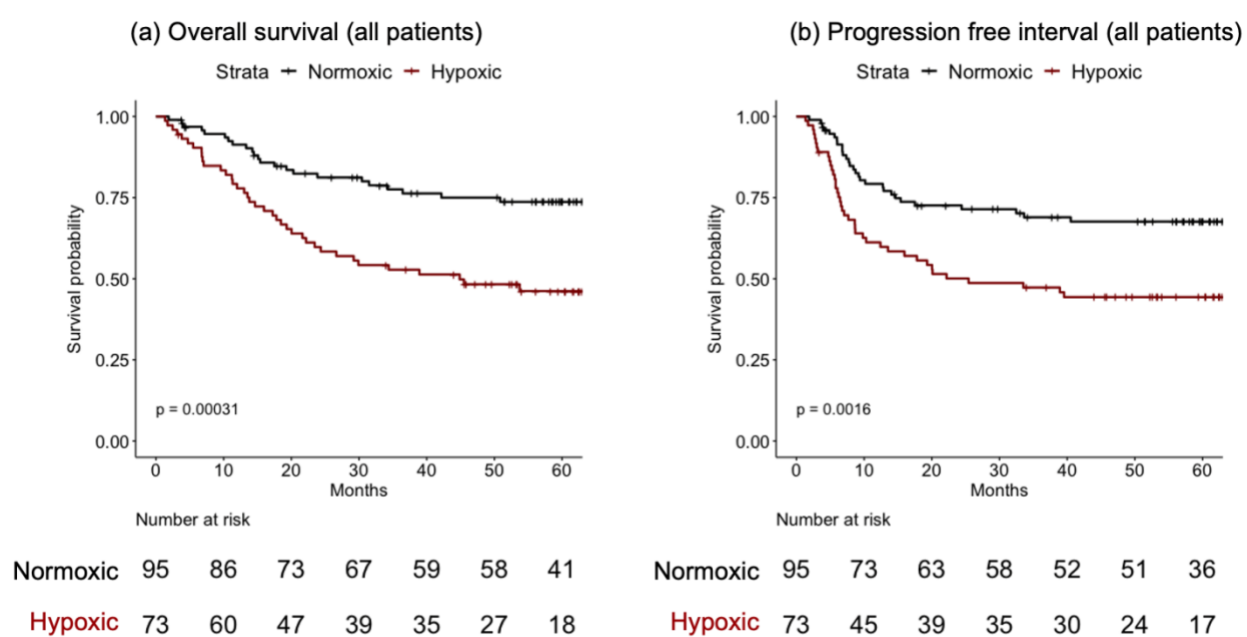 (a) Overall survival (all patients)
Strata Normoxic Hypoxic
1.00
0.75
0.50
0.25
0.00
Survival probability
p = 0.00031
0 10 20 30 40 50 60
Months
Number at risk
Normoxic 95 86 73 67 59 58 41
Hypoxic 73 60 47 39 35 27 18
(b) Progression free interval (all patients)
Strata Normoxic Hypoxic
1.00
0.75
0.50
0.25
0.00
Survival probability
p = 0.0016
0 10 20 30 40 50 60
Months
Number at risk
Normoxic 95 73 63 58 52 51 36
Hypoxic 73 45 39 35 30 24 17